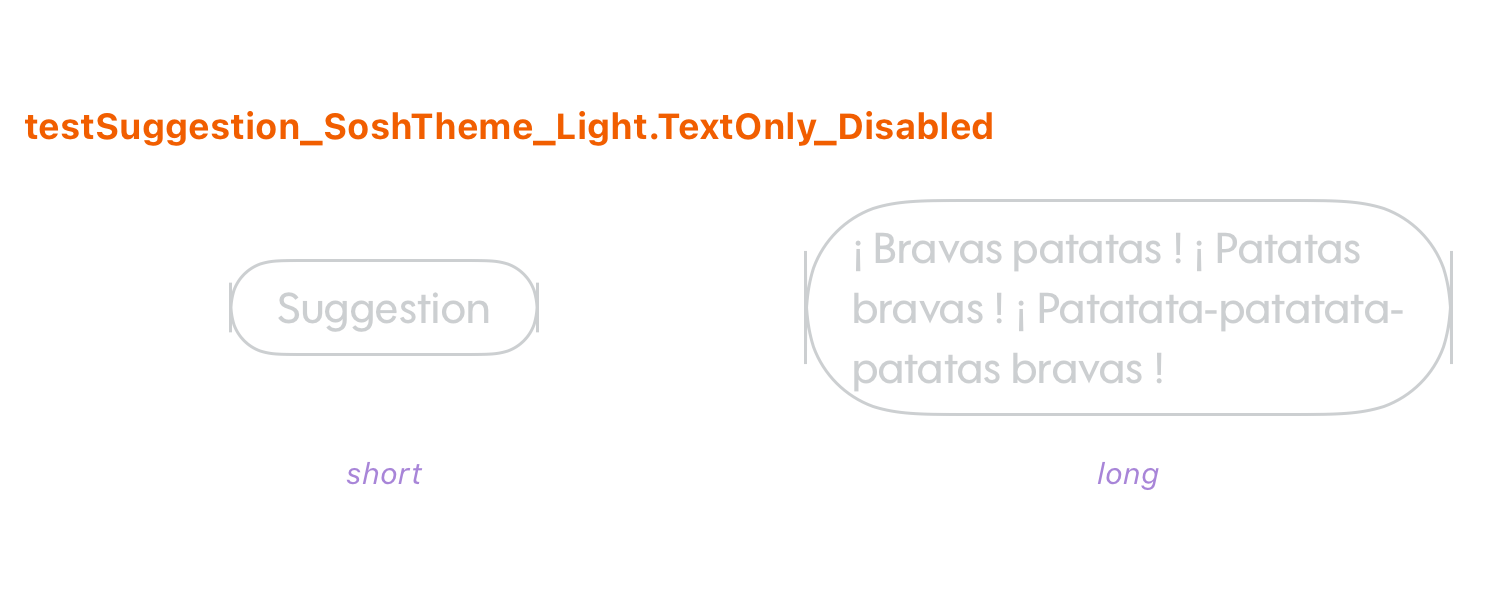 testSuggestion_SoshTheme_Light.TextOnly_Disabled
Suggestion
¡ Bravas patatas ! ¡ Patatas
bravas ! ¡ Patatata-patatata-
patatas bravas !
short
long